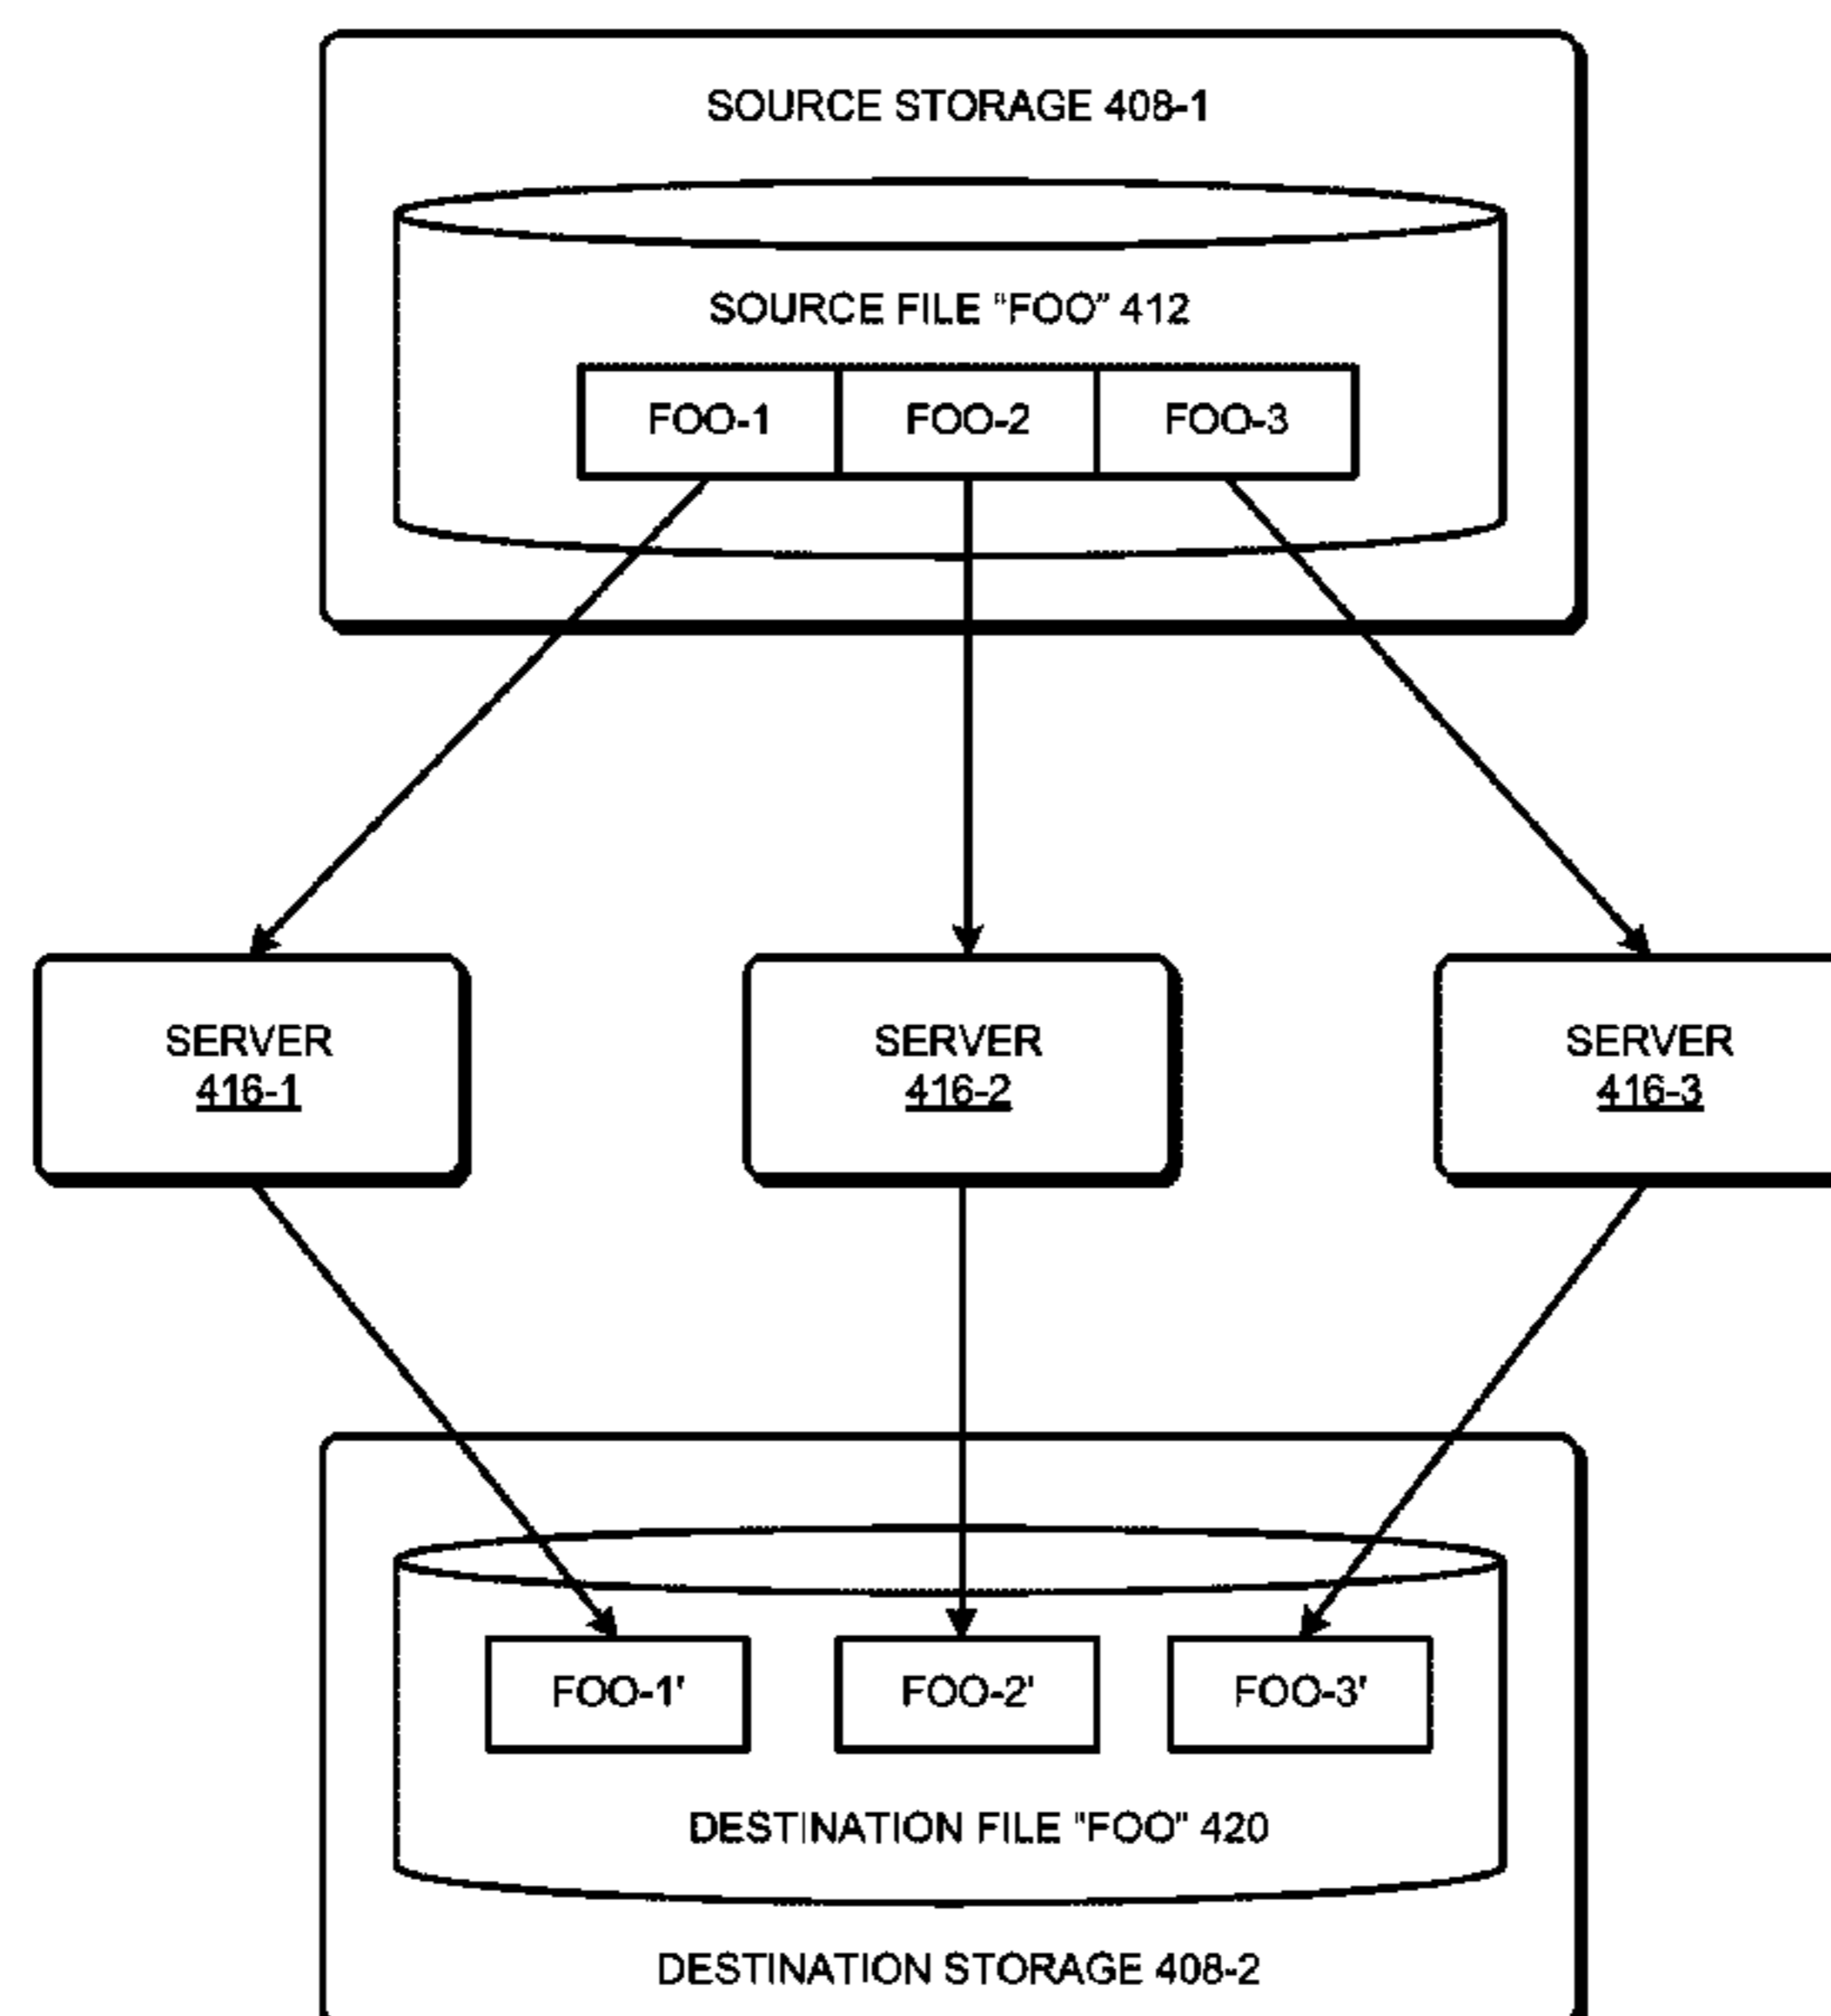 SOURCE STORAGE 408-1
SOURCE FILE "FOO" 412
FOO-1 FOO-2 FOO-3
SERVER SERVER SERVER
416-1 416-2 416-3
FOO-1' FOO-2' FOO-3'
DESTINATION FILE "FOO" 420
DESTINATION STORAGE 408-2